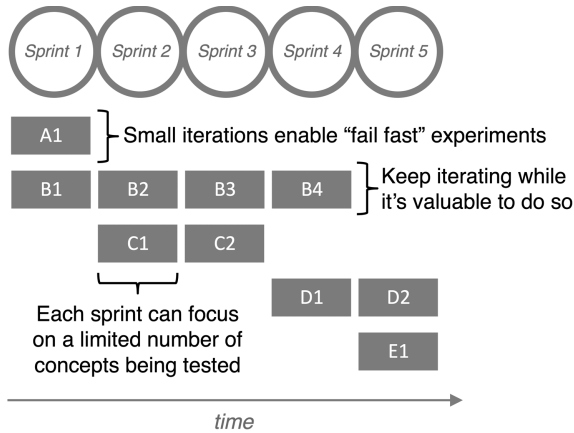 Sprint 1 Sprint 2 Sprint 3 Sprint 4 Sprint 5
A1
Small iterations enable “fail fast” experiments
B1 B2 B3 B4
Keep iterating while
it’s valuable to do so
C1 C2
D1 D2
Each sprint can focus
on a limited number of
concepts being tested
E1
time